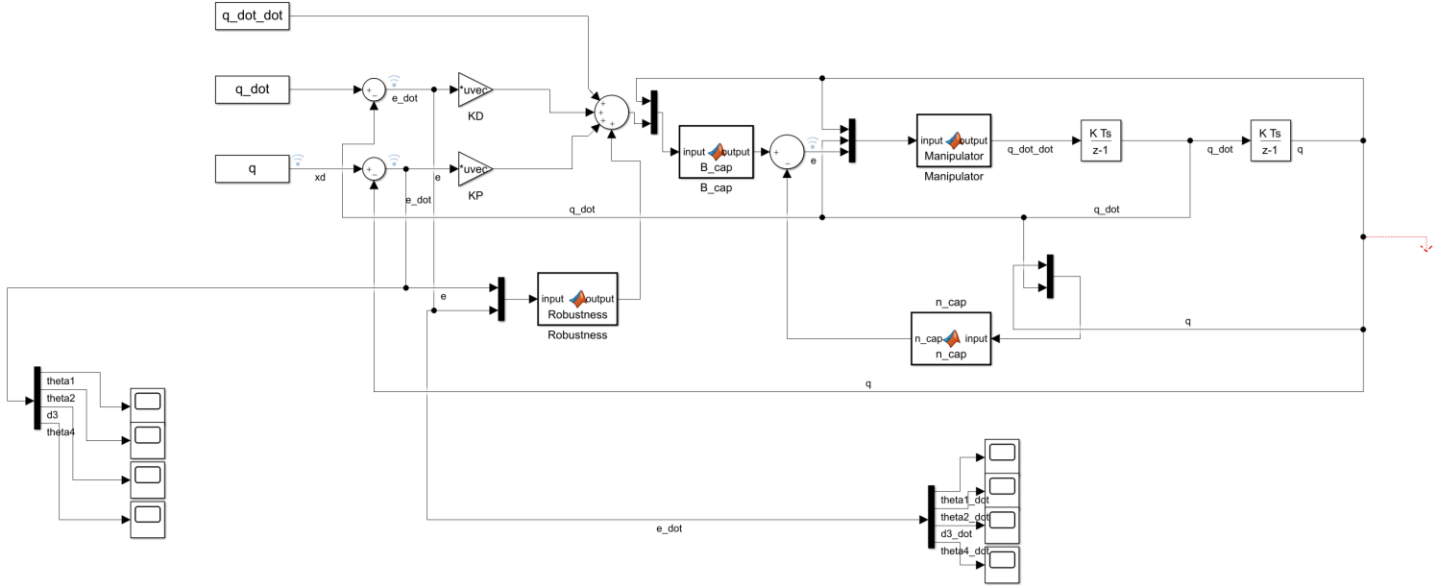 q_dot_dot
q_dot
+
-
e_dot
*uvec
KD
q
xd
+
-
e
*uvec
KP
e_dot
+
+
+
+
input
output
B_cap
B_cap
+
-
e
input
output
Manipulator
Manipulator
q_dot_dot
K Ts
z-1
q_dot
K Ts
z-1
q
q_dot
q_dot
e
input
output
Robustness
Robustness
n_cap
n_cap
input
n_cap
q
q
theta1
theta2
d3
theta4
e_dot
theta1_dot
theta2_dot
d3_dot
theta4_dot